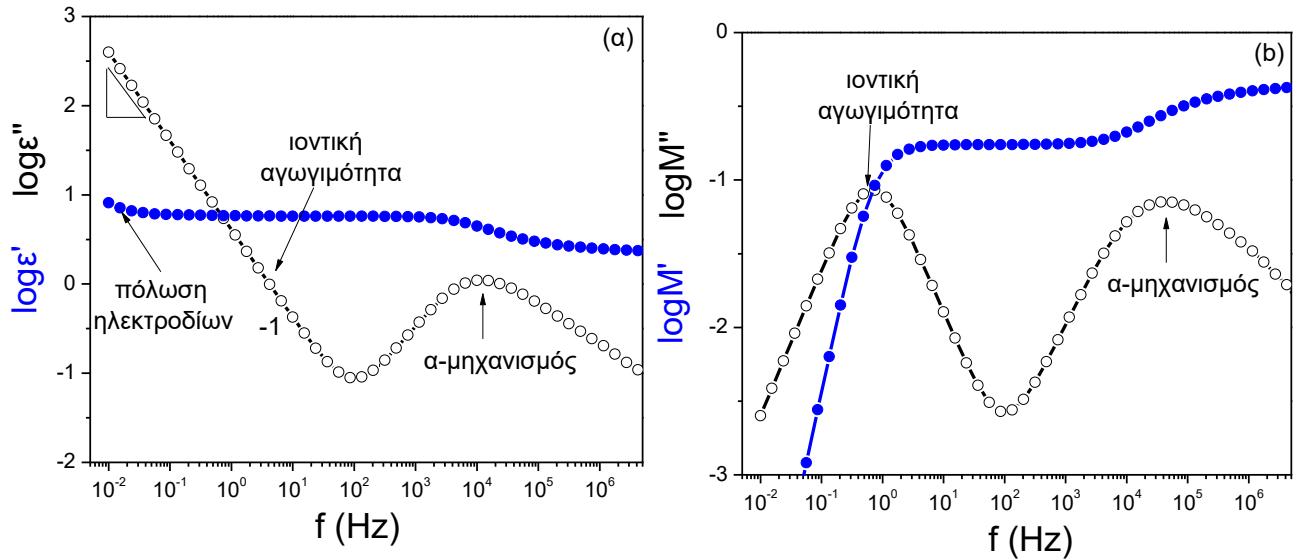 (α)
3
2
1
0
-1
-2
logε'' 
logε'
ιοντική
αγωγιμότητα
πόλωση
ηλεκτροδίων
-1
α-μηχανισμός
10⁻² 10⁻¹ 10⁰ 10¹ 10² 10³ 10⁴ 10⁵ 10⁶
f (Hz)
(b)
0
-1
-2
-3
logM''
logM'
ιοντική
αγωγιμότητα
α-μηχανισμός
10⁻² 10⁻¹ 10⁰ 10¹ 10² 10³ 10⁴ 10⁵ 10⁶
f (Hz)